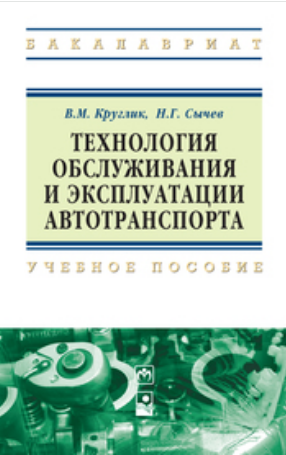 БАКАЛАВРИАТ
В.М. Круглик, Н.Г. Сычев
ТЕХНОЛОГИЯ
ОБСЛУЖИВАНИЯ
И ЭКСПЛУАТАЦИИ
АВТОТРАНСПОРТА
УЧЕБНОЕ ПОСОБИЕ